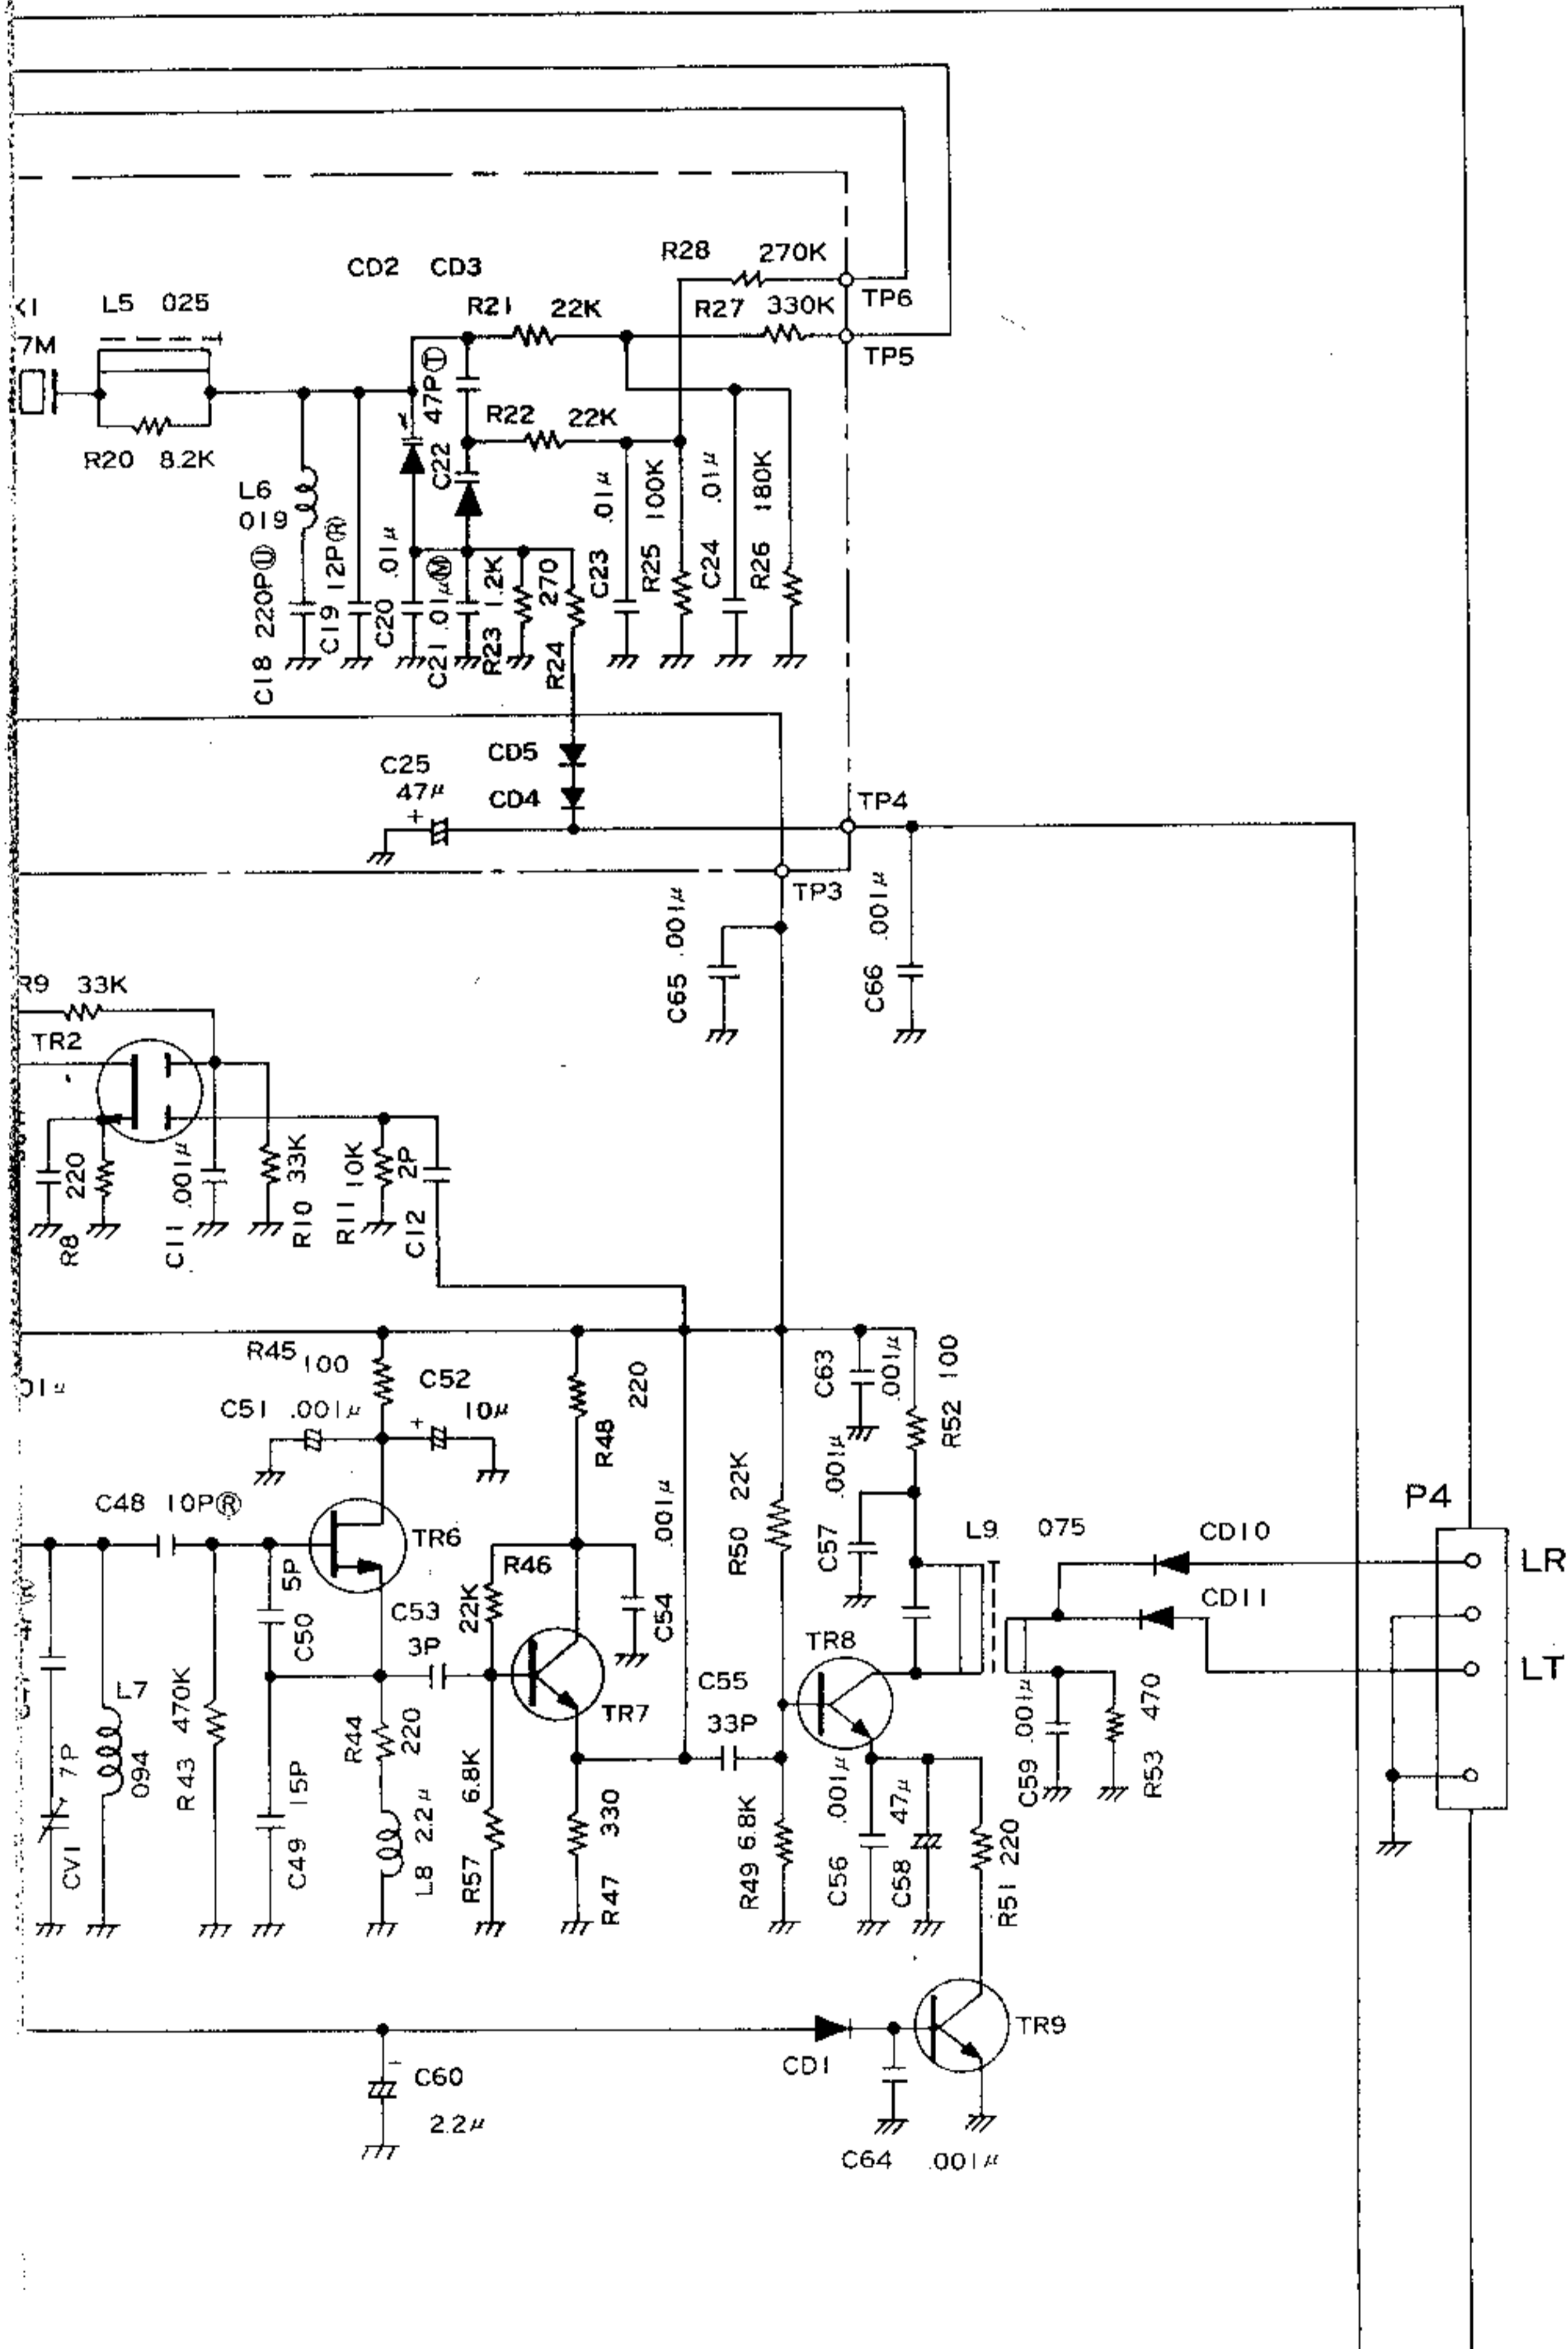 R28 270K
CD2 CD3
TP6
L5 025
R21 22K
R27 330K
TP5
7M
47PⓉ
R22 22K
R20 8.2K
C22
L6
019
C18 220PⓊ
C19 12PⓇ
C20 .01μ
C21 .01μⓂ
R23 1.2K
R24 270
C23 .01μ
R25 100K
C24 .01μ
R26 180K
CD5
C25
47μ
+
CD4
TP4
TP3
C65 .001μ
C66 .001μ
R9 33K
TR2
R8 220
C11 .001μ
R10 33K
R11 10K
C12 2P
R45 100
C52
10μ
+
C51 .001μ
R48 220
C63 .001μ
R52 100
C48 10PⓇ
TR6
R46
22K
C54 .001μ
R50 22K
C57 .001μ
L9 075
CD10
P4
LR
CD11
LT
C50 5P
C53
3P
TR7
TR8
C55
33P
7P
CV1
L7
094
R43 470K
C49 15P
R44 220
L8 2.2μ
R57 6.8K
R47 330
R49 6.8K
C56 .001μ
C58 47μ
R51 220
C59 .001μ
R53 470
TR9
CD1
C60
2.2μ
C64 .001μ